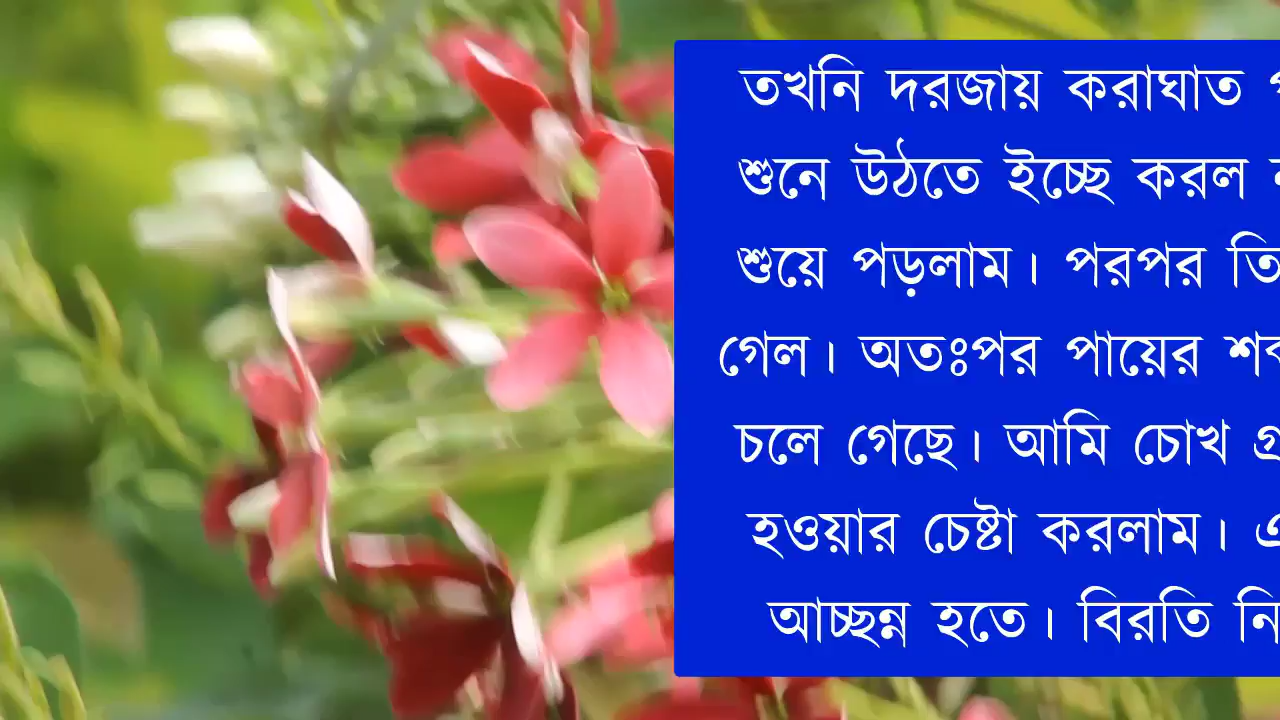 তখনি দরজায় করাঘাত
শুনে উঠতে ইচ্ছে করল
শুয়ে পড়লাম। পরপর
গেল। অতঃপর পায়ের
চলে গেছে। আমি চোখ
হওয়ার চেষ্টা করলাম।
আচ্ছন্ন হতে। বিরতি